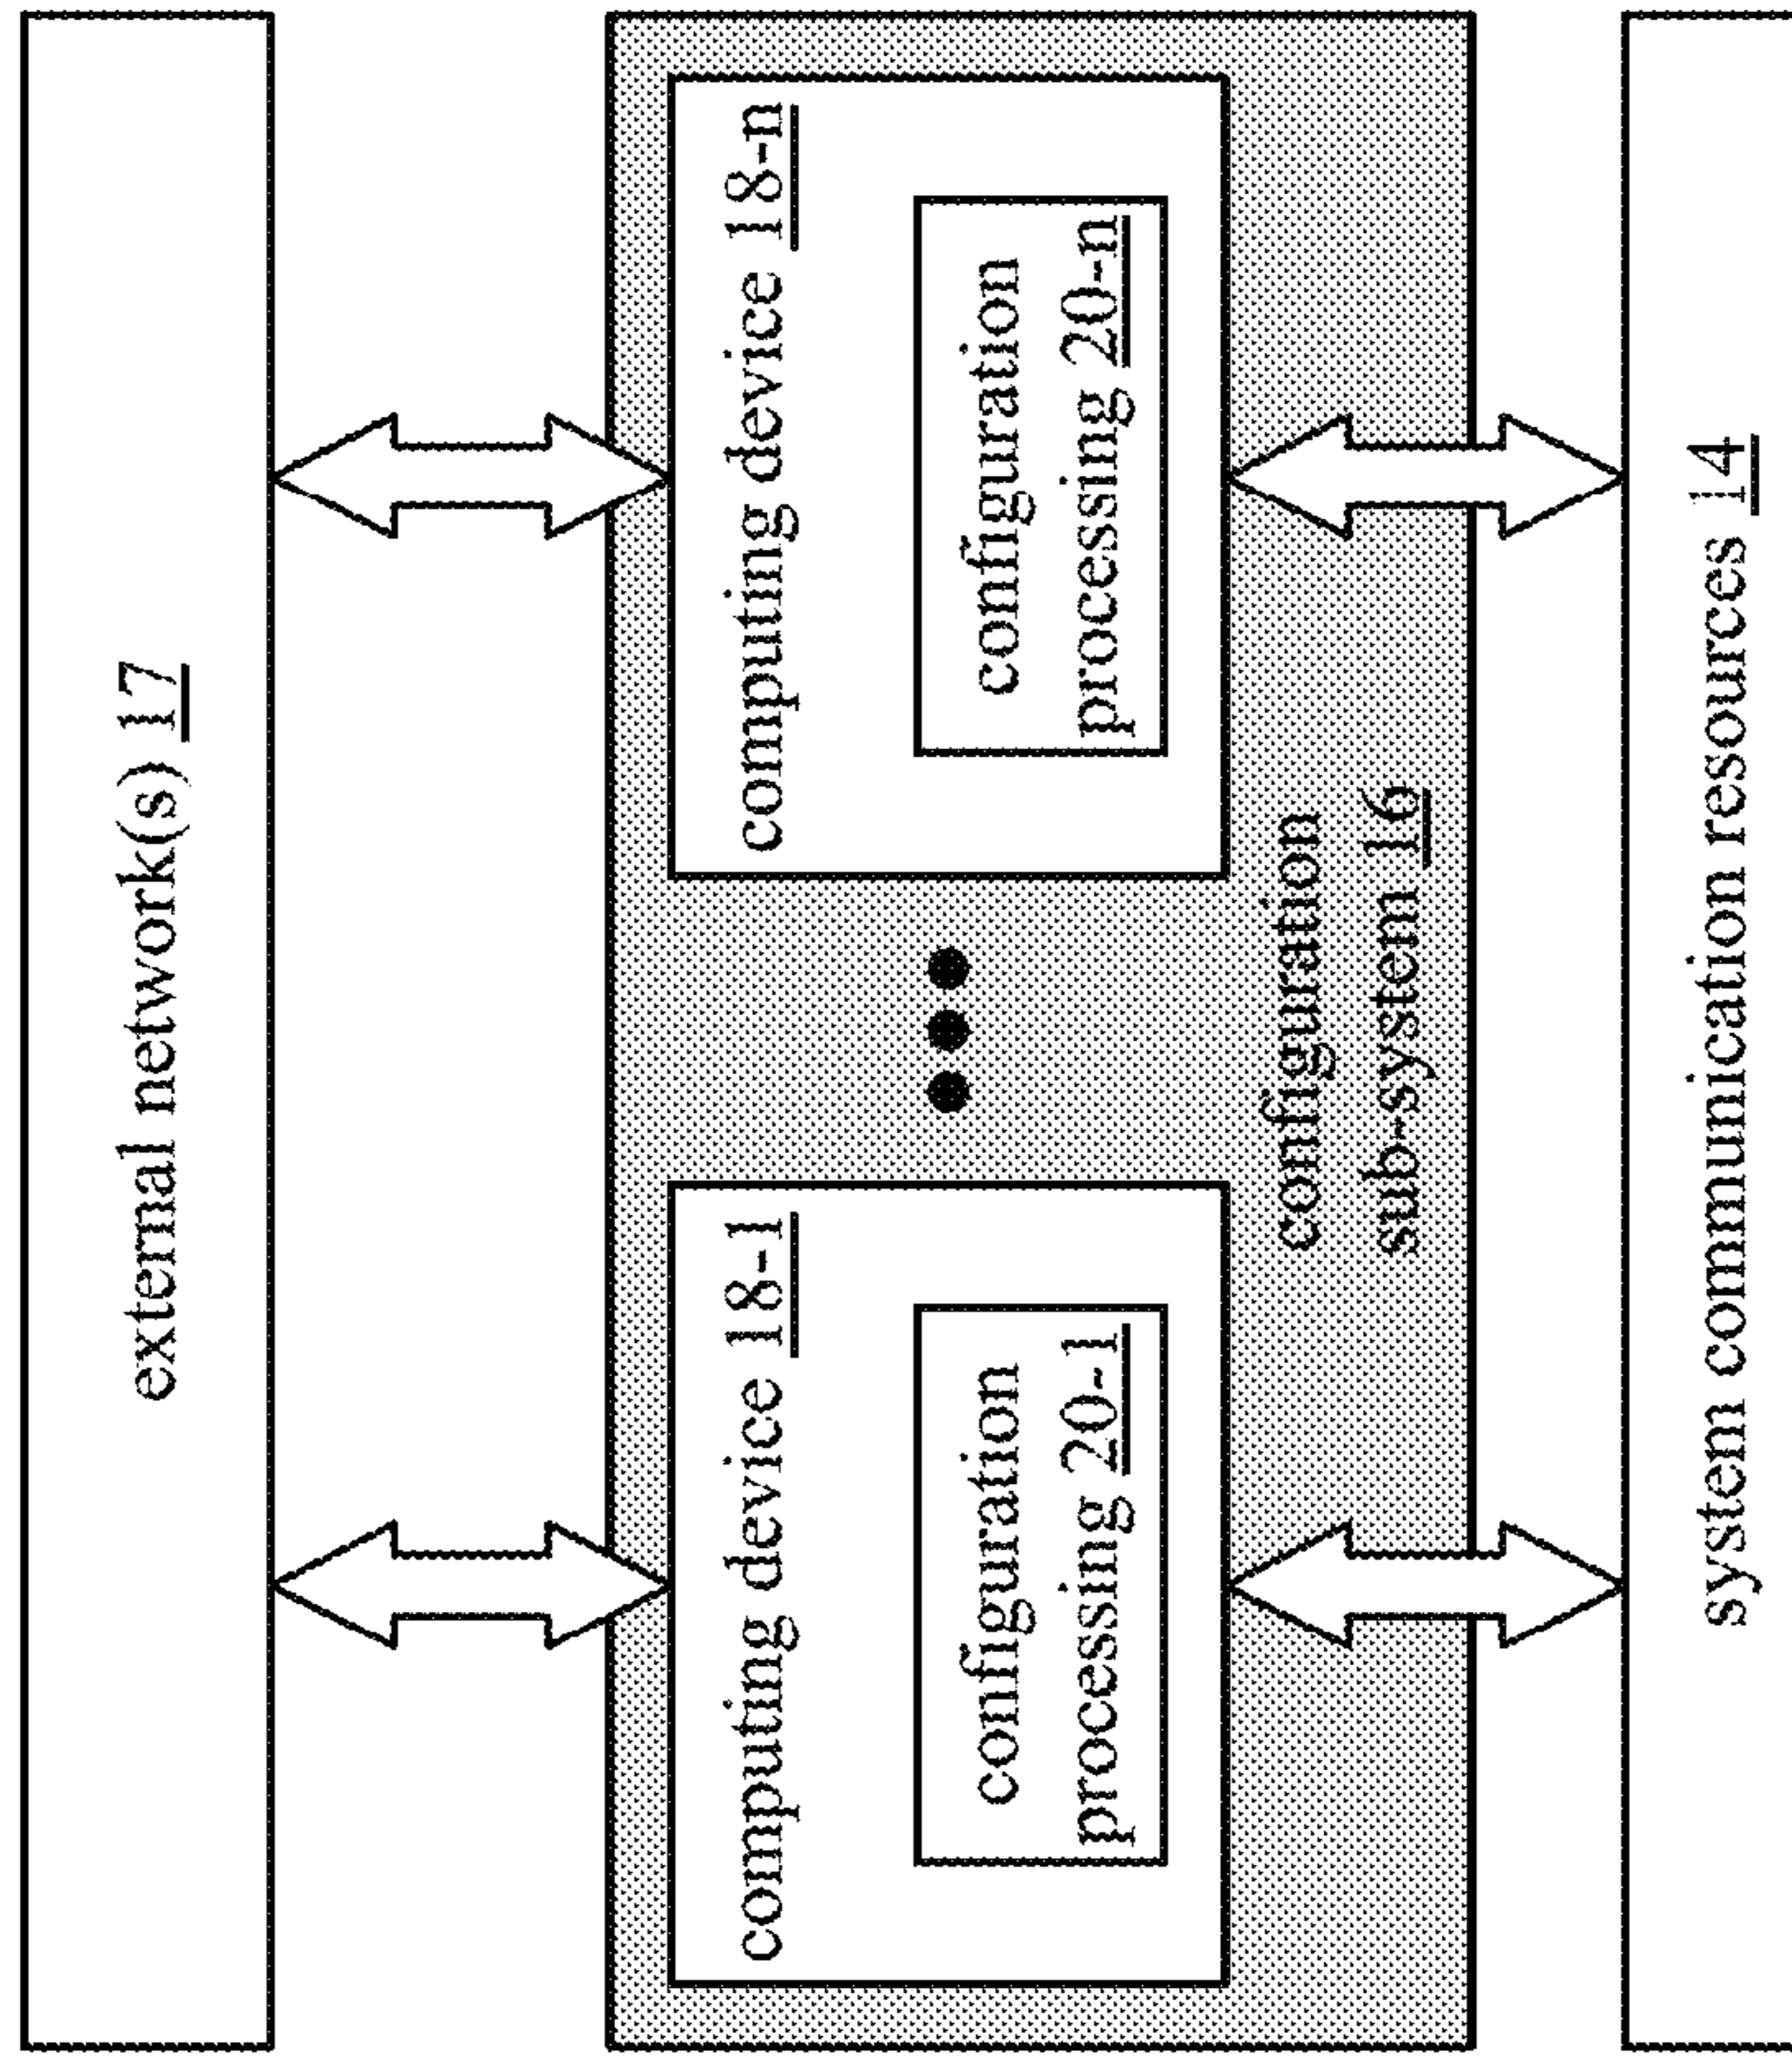 external network(s) 17
computing device 18-1
configuration
processing 20-1
computing device 18-n
configuration
processing 20-n
configuration
sub-system 16
system communication resources 14